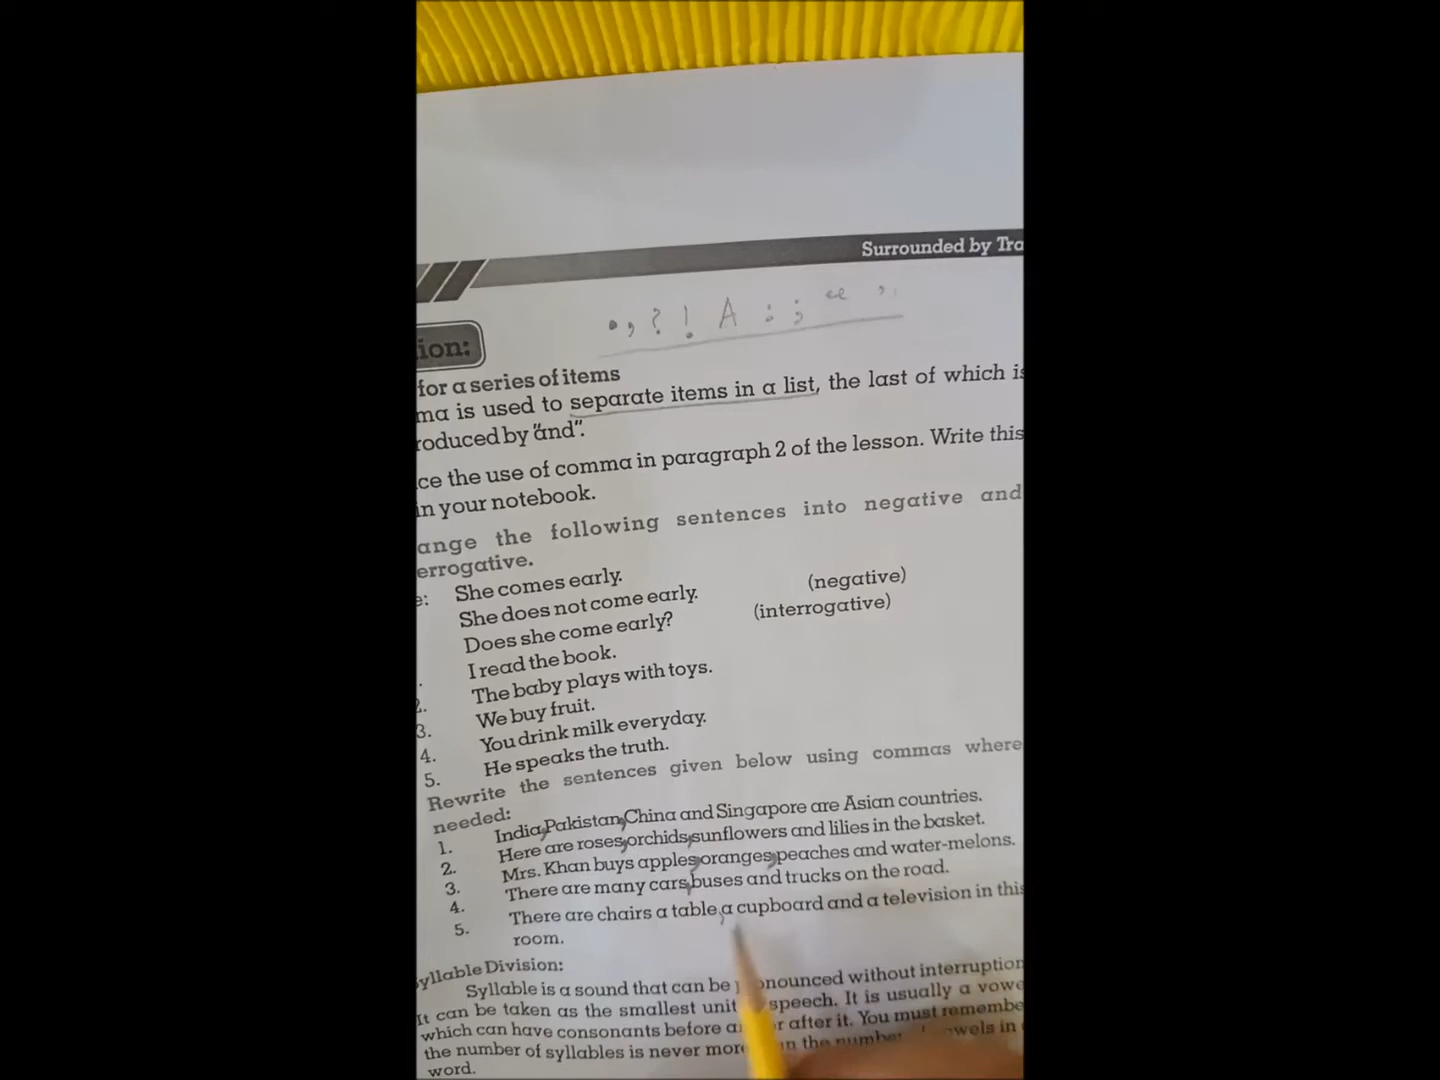 Surrounded by Tra
. , ? ! A : ; “ ,
ion:
for a series of items
ma is used to separate items in a list, the last of which is
roduced by "and".
ce the use of comma in paragraph 2 of the lesson. Write this
in your notebook.
ange the following sentences into negative and
errogative.
e: She comes early.
She does not come early. (negative)
Does she come early? (interrogative)
. I read the book.
2. The baby plays with toys.
3. We buy fruit.
4. You drink milk everyday.
5. He speaks the truth.
Rewrite the sentences given below using commas where
needed:
1. India, Pakistan, China and Singapore are Asian countries.
2. Here are roses, orchids, sunflowers and lilies in the basket.
3. Mrs. Khan buys apples, oranges, peaches and water-melons.
4. There are many cars, buses and trucks on the road.
5. There are chairs a table, a cupboard and a television in this
room.
yllable Division:
Syllable is a sound that can be pronounced without interruption
It can be taken as the smallest unit speech. It is usually a vowe
which can have consonants before a or after it. You must remembe
the number of syllables is never more in the number wels in
word.